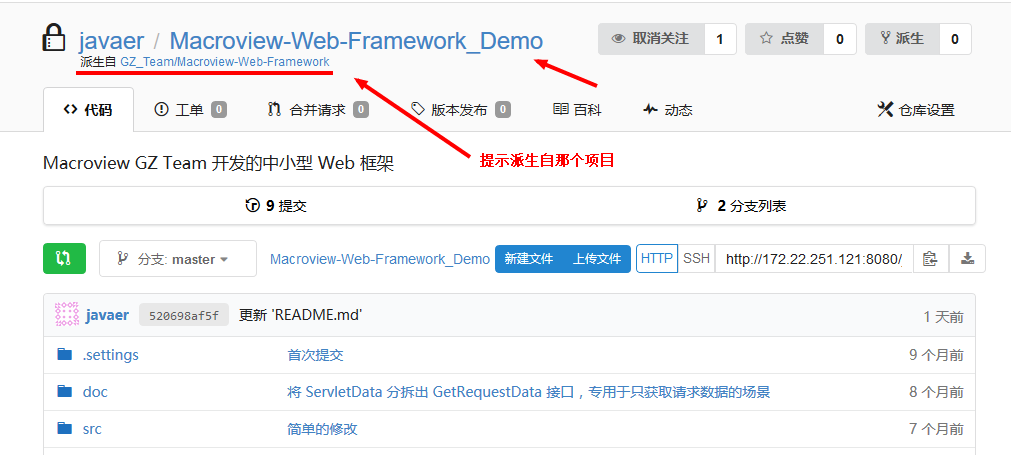 javaer / Macroview-Web-Framework_Demo 取消关注 1 点赞 0 派生 0
派生自 GZ_Team/Macroview-Web-Framework
代码 工单 0 合并请求 0 版本发布 0 百科 动态 仓库设置
提示派生自那个项目
Macroview GZ Team 开发的中小型 Web 框架
9 提交 2 分支列表
分支: master Macroview-Web-Framework_Demo 新建文件 上传文件 HTTP SSH http://172.22.251.121:8080/
javaer 520698af5f 更新 'README.md' 1 天前
.settings 首次提交 9 个月前
doc 将 ServletData 分拆出 GetRequestData 接口，专用于只获取请求数据的场景 8 个月前
src 简单的修改 7 个月前